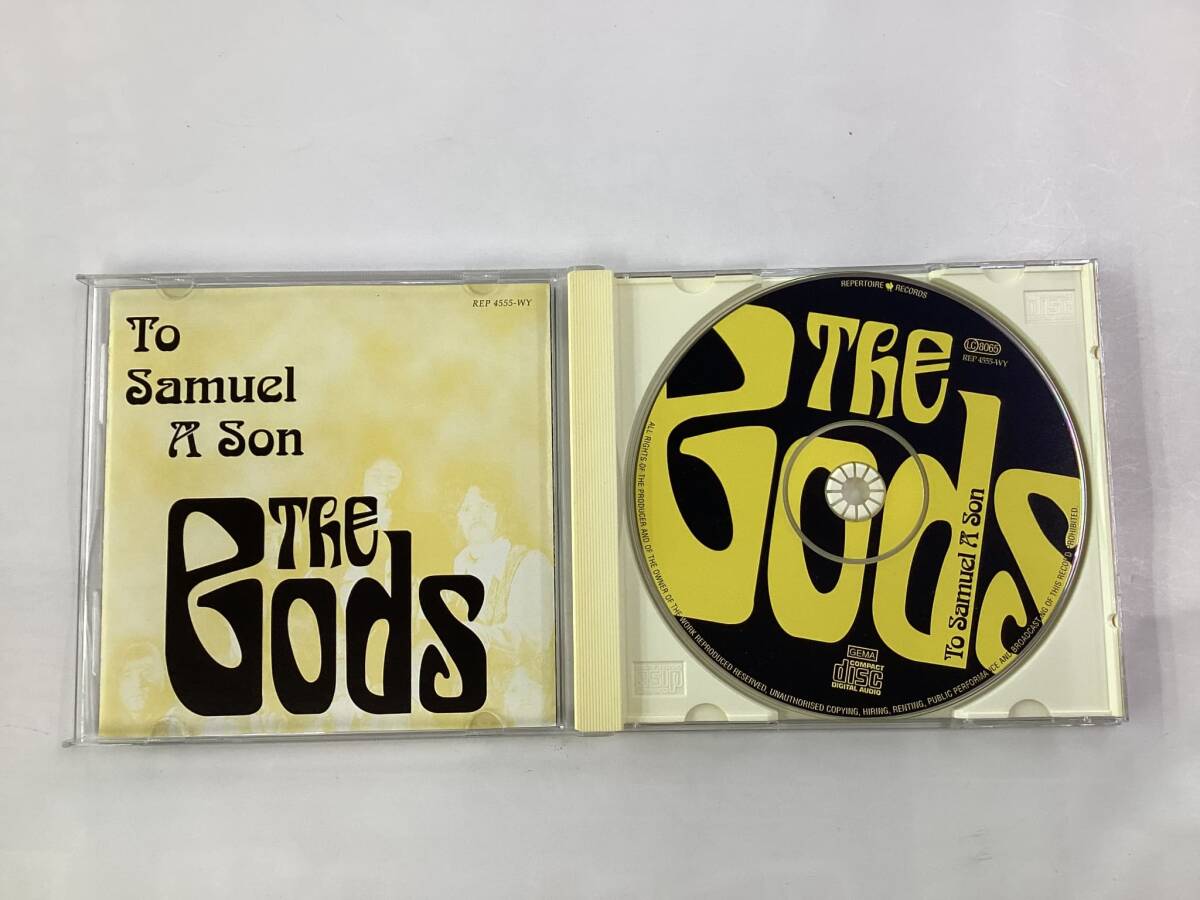 REP 4555-WY
To
Samuel
A Son
The
Gods
REPERTOIRE RECORDS
LC 8065
REP 4555-WY
The
Gods
To Samuel A Son
GEMA
COMPACT
disc
DIGITAL AUDIO
ALL RIGHTS OF THE PRODUCER AND OF THE OWNER OF THE WORK REPRODUCED RESERVED, UNAUTHORISED COPYING, HIRING, RENTING, PUBLIC PERFORMANCE AND BROADCASTING OF THIS RECORD PROHIBITED
disc
disc